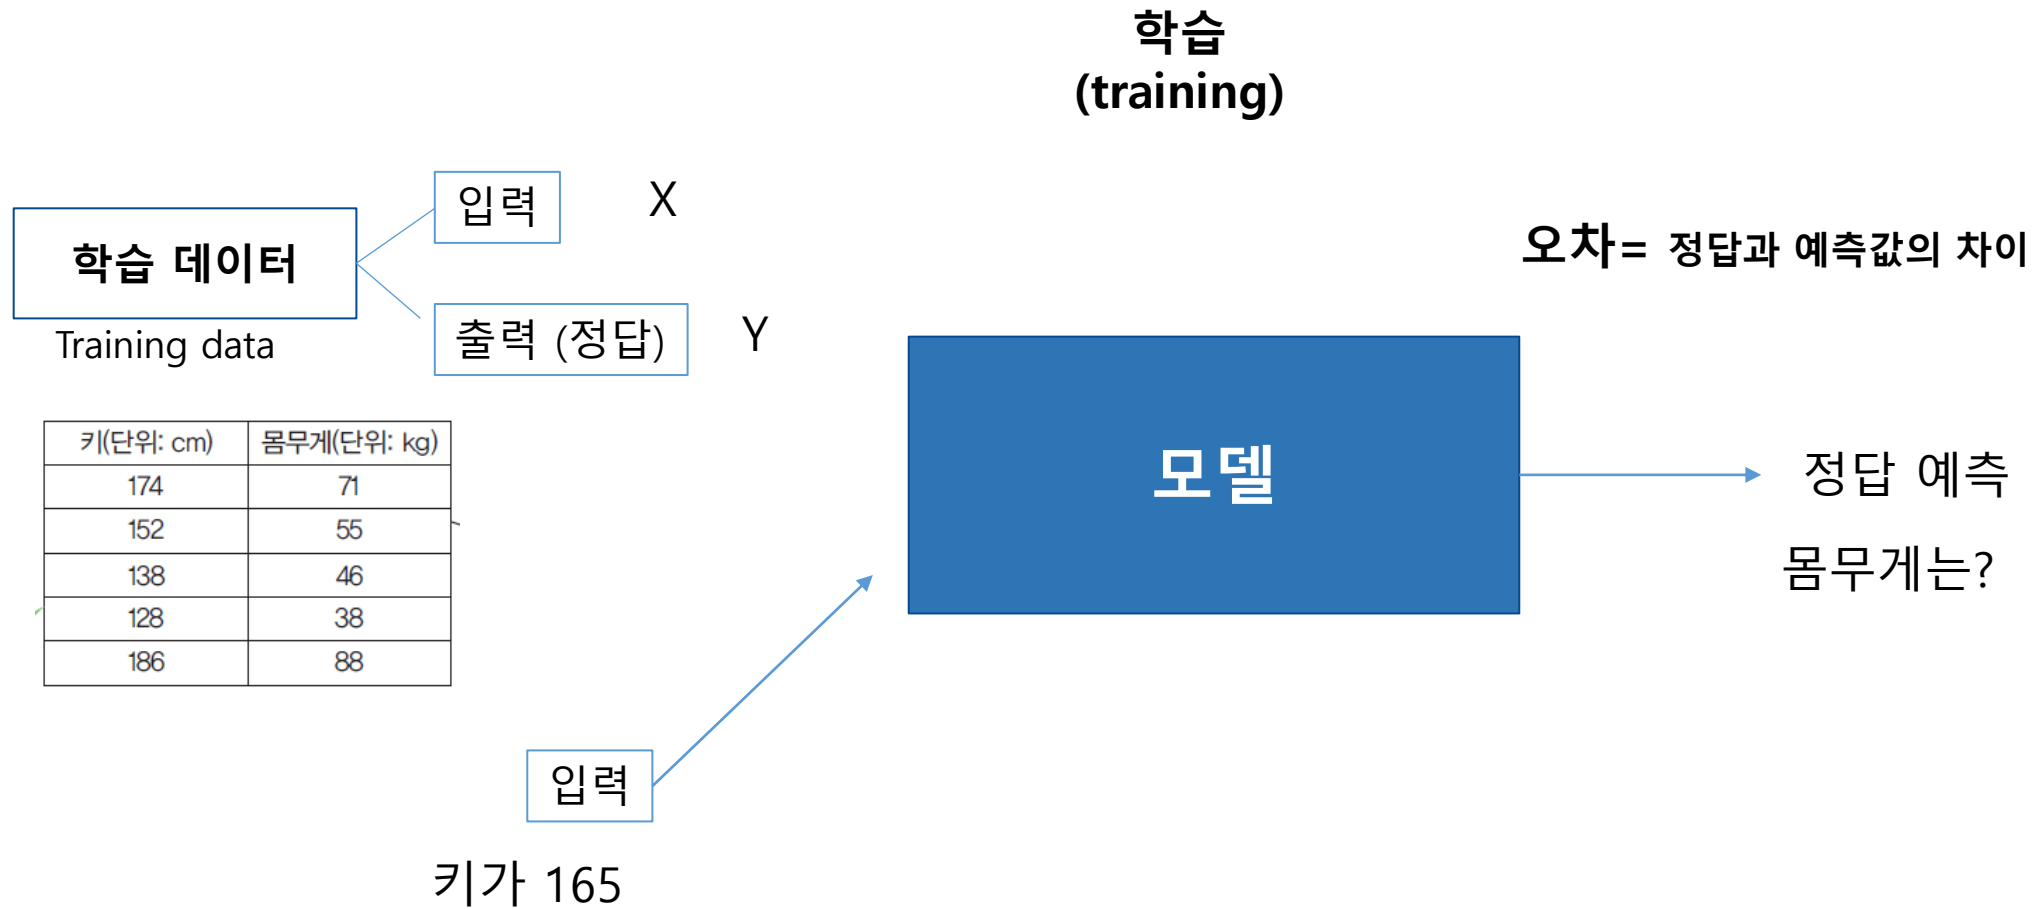 학습
(training)
입력 X
학습 데이터
오차= 정답과 예측값의 차이
출력 (정답) Y
Training data
키(단위: cm) 몸무게(단위: kg)
174 71
152 55
138 46
128 38
186 88
모델
정답 예측
몸무게는?
입력
키가 165